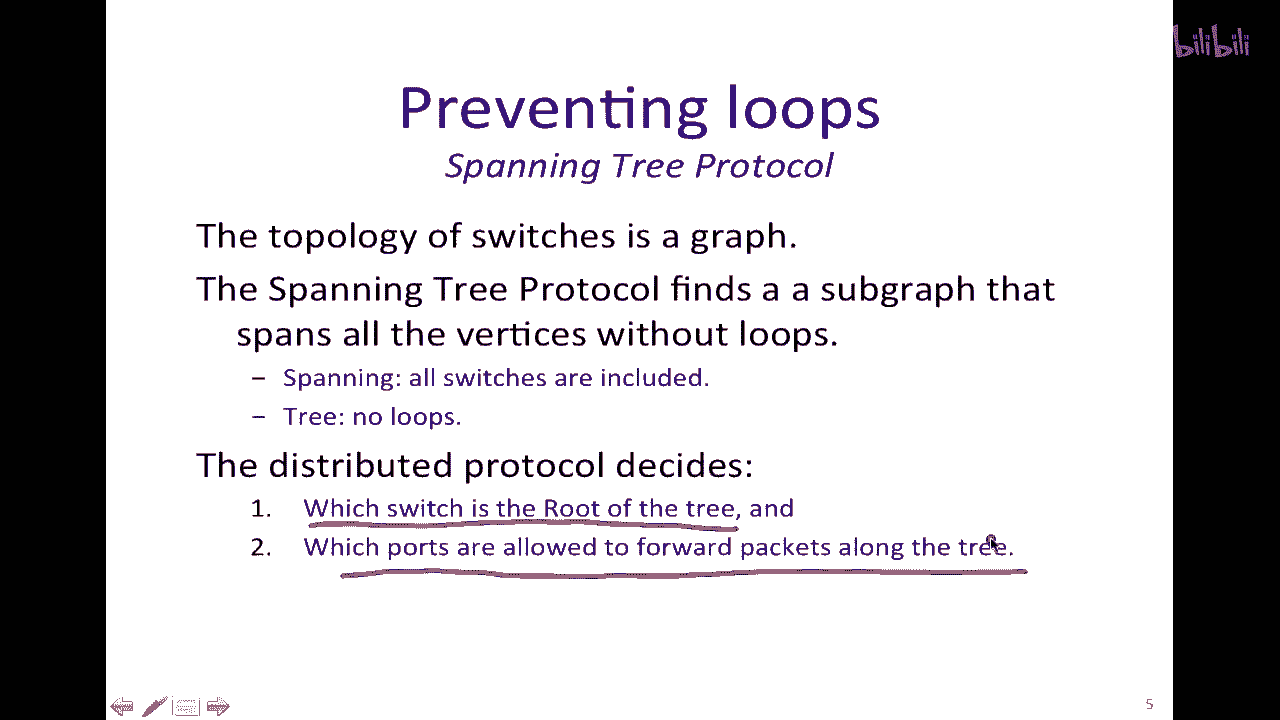 bilibili
Preventing loops
Spanning Tree Protocol
The topology of switches is a graph.
The Spanning Tree Protocol finds a a subgraph that
spans all the vertices without loops.
– Spanning: all switches are included.
– Tree: no loops.
The distributed protocol decides:
1. Which switch is the Root of the tree, and
2. Which ports are allowed to forward packets along the tree.
5